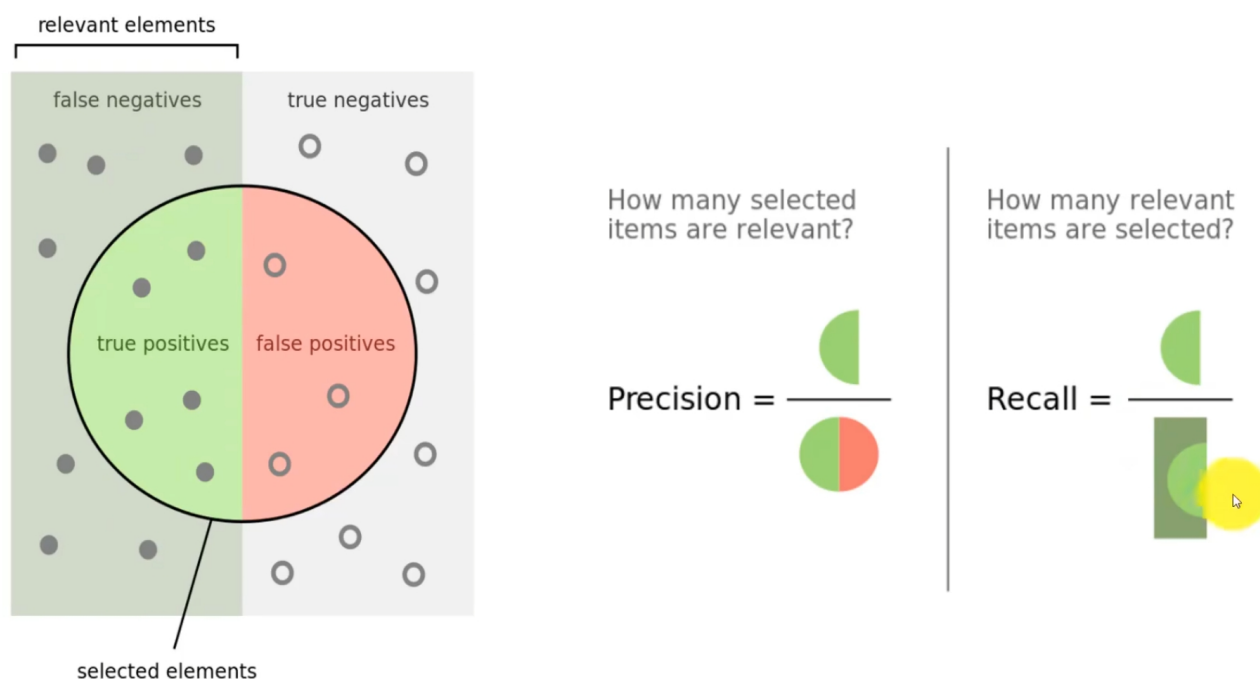 relevant elements
false negatives
true negatives
true positives
false positives
selected elements
How many selected
items are relevant?
Precision =
How many relevant
items are selected?
Recall =